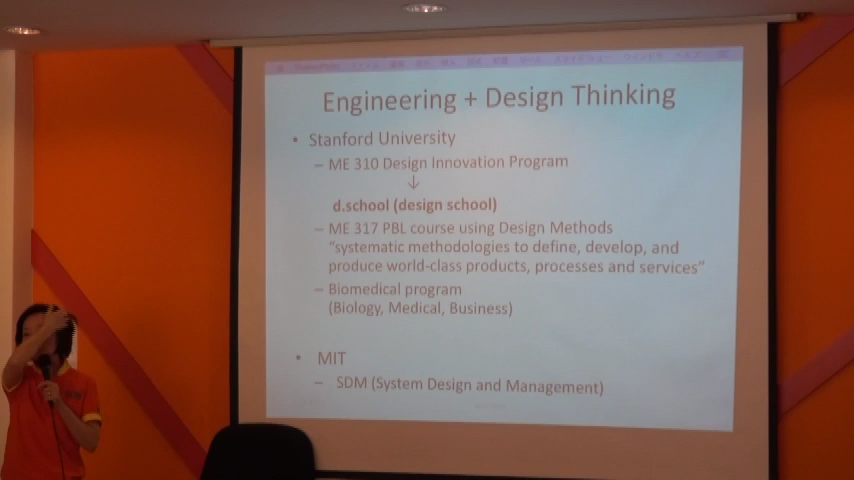 Engineering + Design Thinking
• Stanford University
– ME 310 Design Innovation Program
↓
d.school (design school)
– ME 317 PBL course using Design Methods
"systematic methodologies to define, develop, and
produce world-class products, processes and services"
– Biomedical program
(Biology, Medical, Business)
• MIT
– SDM (System Design and Management)